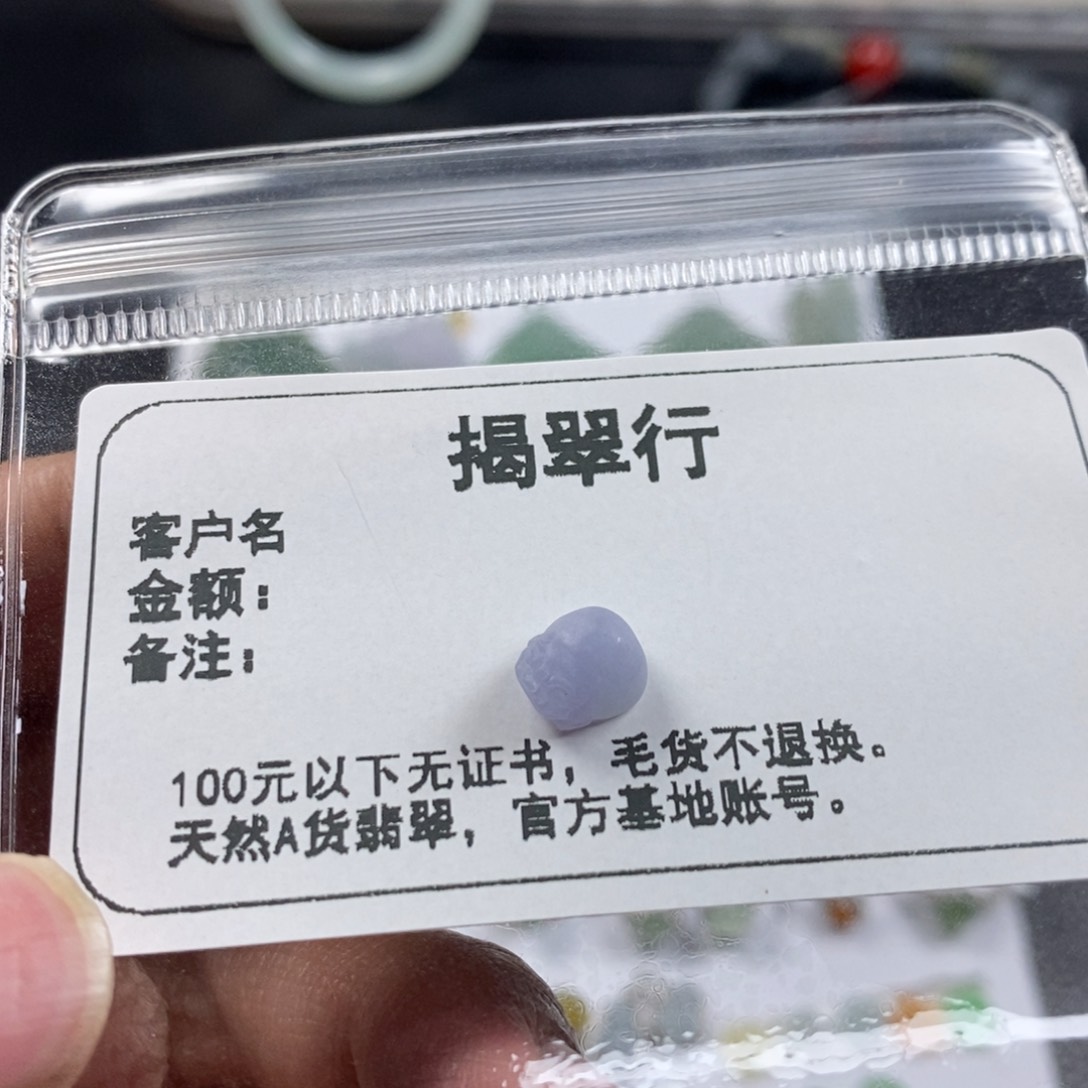 揭翠行
客户名
金额：
备注：
100元以下无证书，毛货不退换。
天然A货翡翠，官方基地账号。